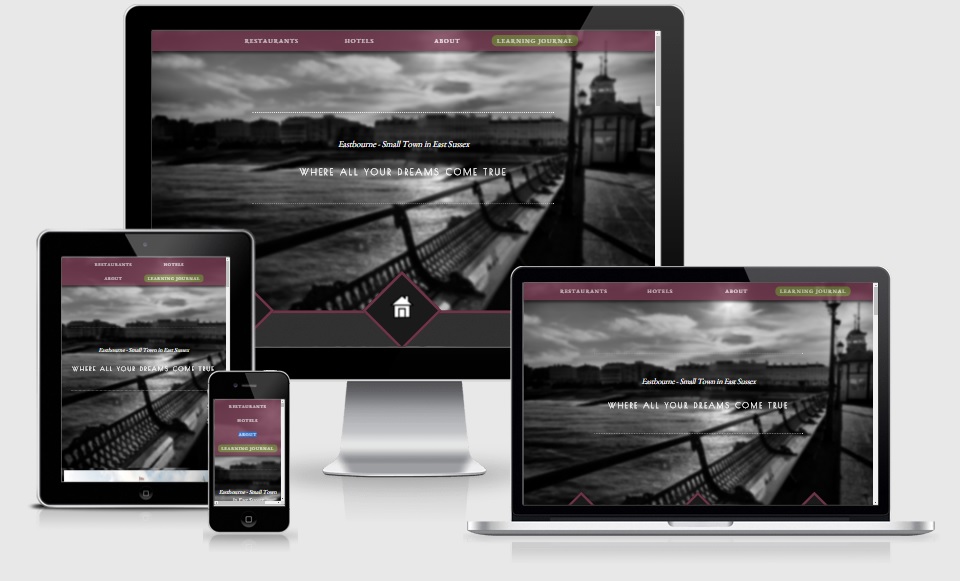 RESTAURANTS HOTELS ABOUT LEARNING JOURNAL
Eastbourne - Small Town in East Sussex
WHERE ALL YOUR DREAMS COME TRUE
RESTAURANTS HOTELS
ABOUT LEARNING JOURNAL
Eastbourne - Small Town in East Sussex
WHERE ALL YOUR DREAMS COME TRUE
RESTAURANTS
HOTELS
ABOUT
LEARNING JOURNAL
Eastbourne - Small Town
in East Sussex
RESTAURANTS HOTELS ABOUT LEARNING JOURNAL
Eastbourne - Small Town in East Sussex
WHERE ALL YOUR DREAMS COME TRUE